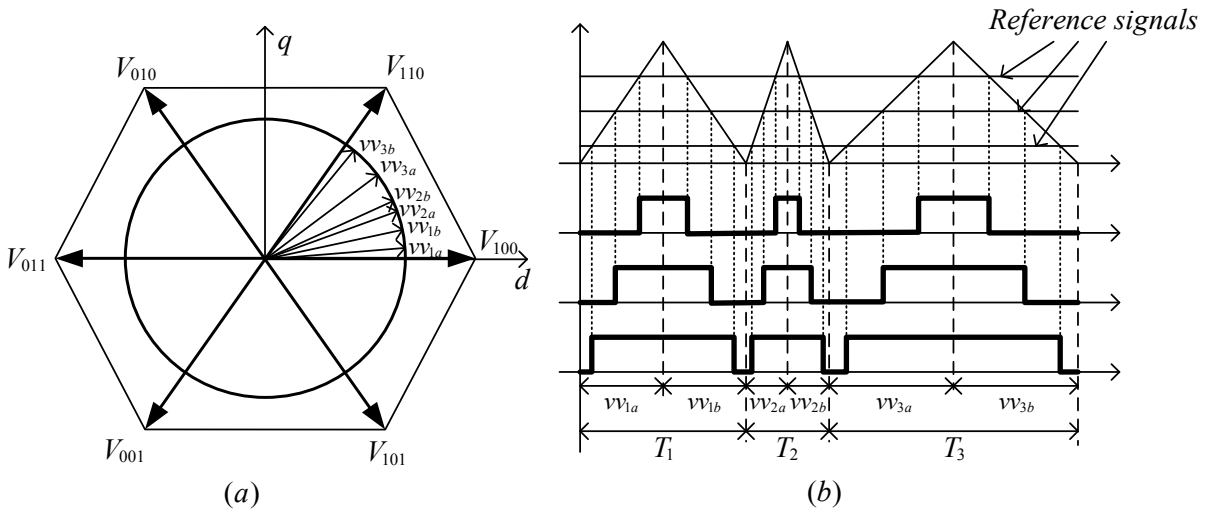 q
V010
V110
vv3b
vv3a
vv2b
vv2a
vv1b
vv1a
V011
V100
d
V001
V101
(a)
Reference signals
vv1a vv1b vv2a vv2b vv3a vv3b
T1 T2 T3
(b)